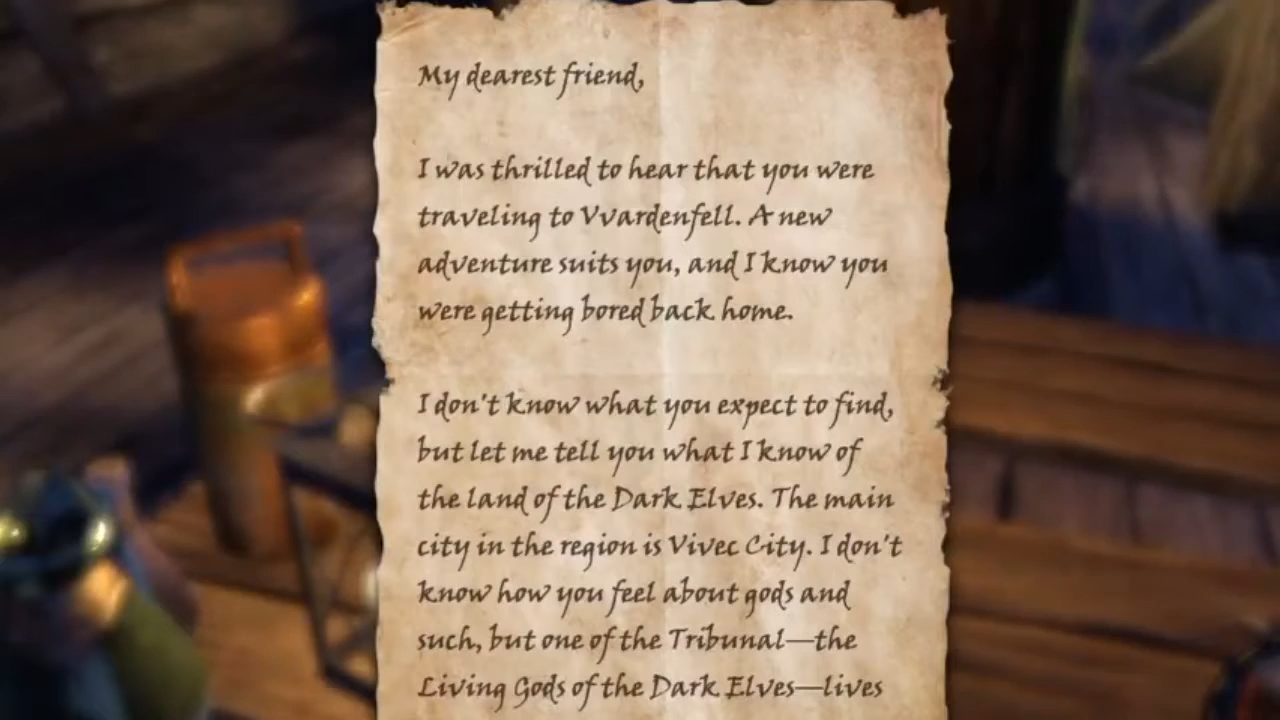 My dearest friend,
I was thrilled to hear that you were
traveling to Vvardenfell. A new
adventure suits you, and I know you
were getting bored back home.
I don't know what you expect to find,
but let me tell you what I know of
the land of the Dark Elves. The main
city in the region is Vivec City. I don't
know how you feel about gods and
such, but one of the Tribunal—the
Living Gods of the Dark Elves—lives